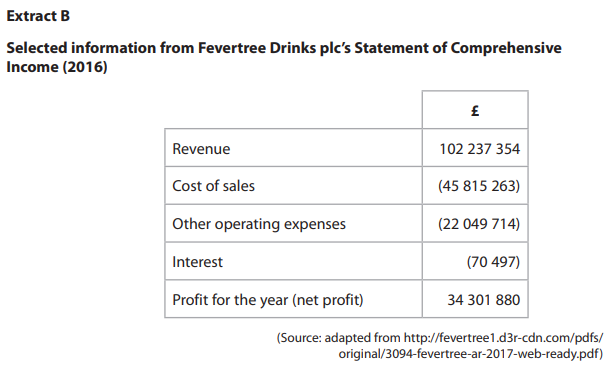 Extract B
Selected information from Fevertree Drinks plc's Statement of Comprehensive
Income (2016)
£
Revenue 102 237 354
Cost of sales (45 815 263)
Other operating expenses (22 049 714)
Interest (70 497)
Profit for the year (net profit) 34 301 880
(Source: adapted from http://fevertree1.d3r-cdn.com/pdfs/
original/3094-fevertree-ar-2017-web-ready.pdf)